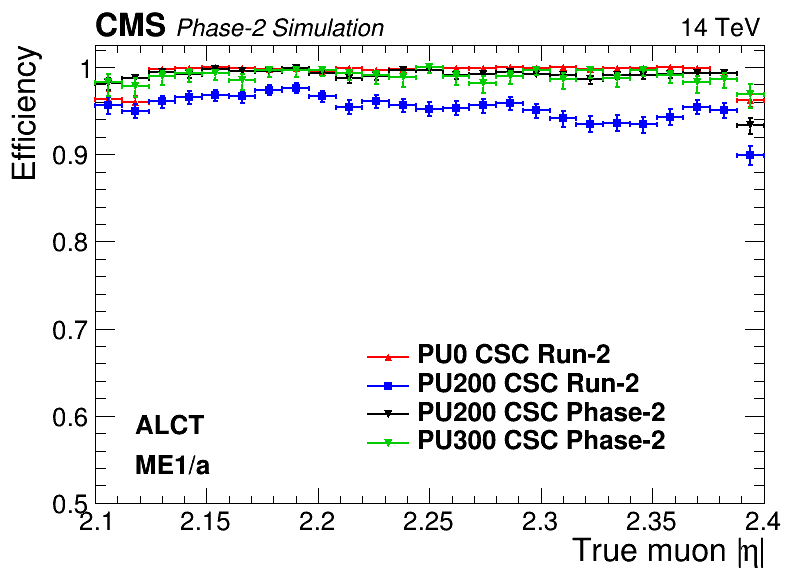 CMS Phase-2 Simulation 14 TeV
Efficiency
1
0.9
0.8
0.7
0.6
0.5
PU0 CSC Run-2
PU200 CSC Run-2
PU200 CSC Phase-2
PU300 CSC Phase-2
ALCT
ME1/a
2.1 2.15 2.2 2.25 2.3 2.35 2.4
True muon |η|